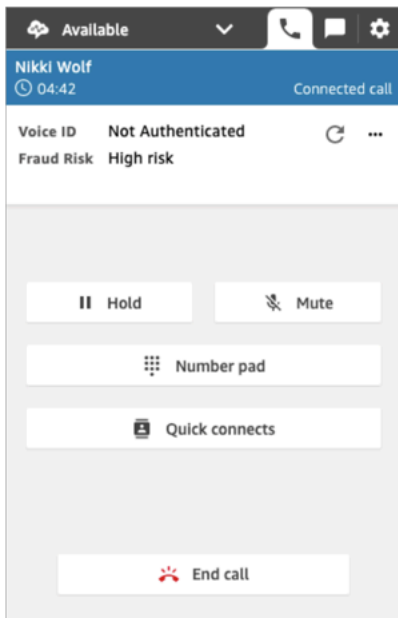 Available
Nikki Wolf
04:42 Connected call
Voice ID Not Authenticated
Fraud Risk High risk
Hold Mute
Number pad
Quick connects
End call